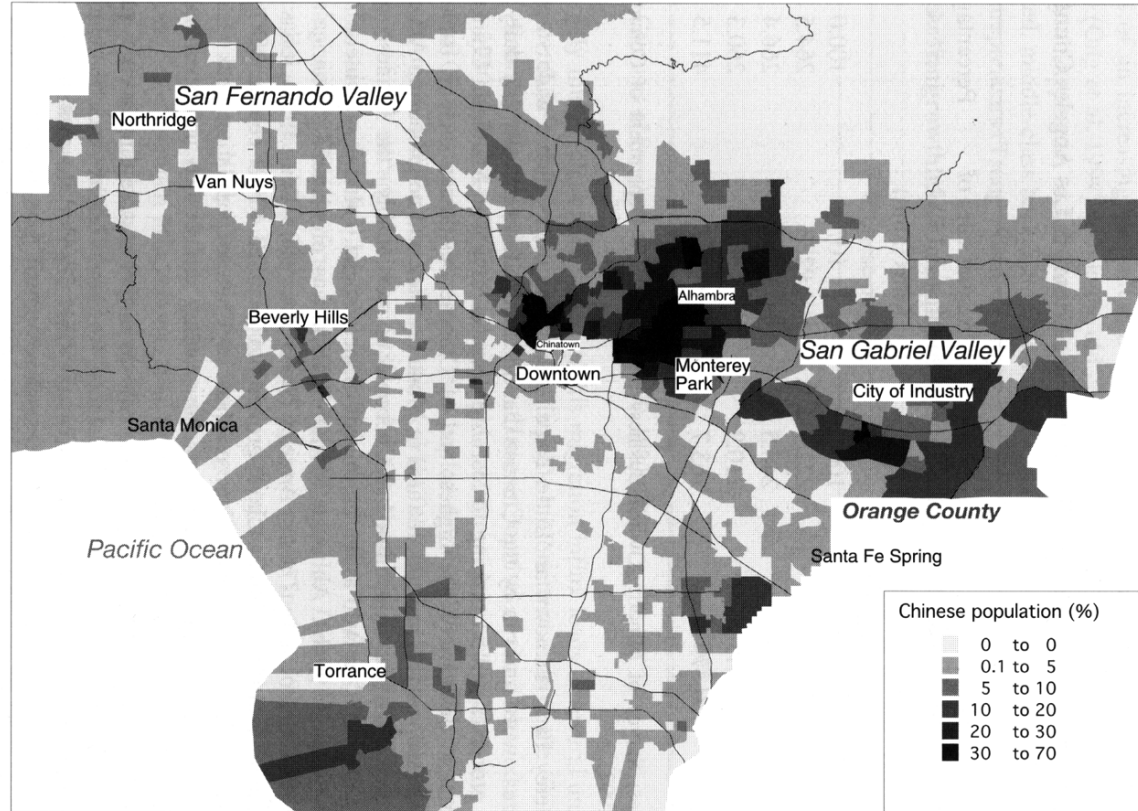 San Fernando Valley
Northridge
Van Nuys
Beverly Hills
Alhambra
Chinatown
Downtown
Monterey
Park
San Gabriel Valley
City of Industry
Santa Monica
Orange County
Pacific Ocean
Santa Fe Spring
Torrance
Chinese population (%)
0 to 0
0.1 to 5
5 to 10
10 to 20
20 to 30
30 to 70